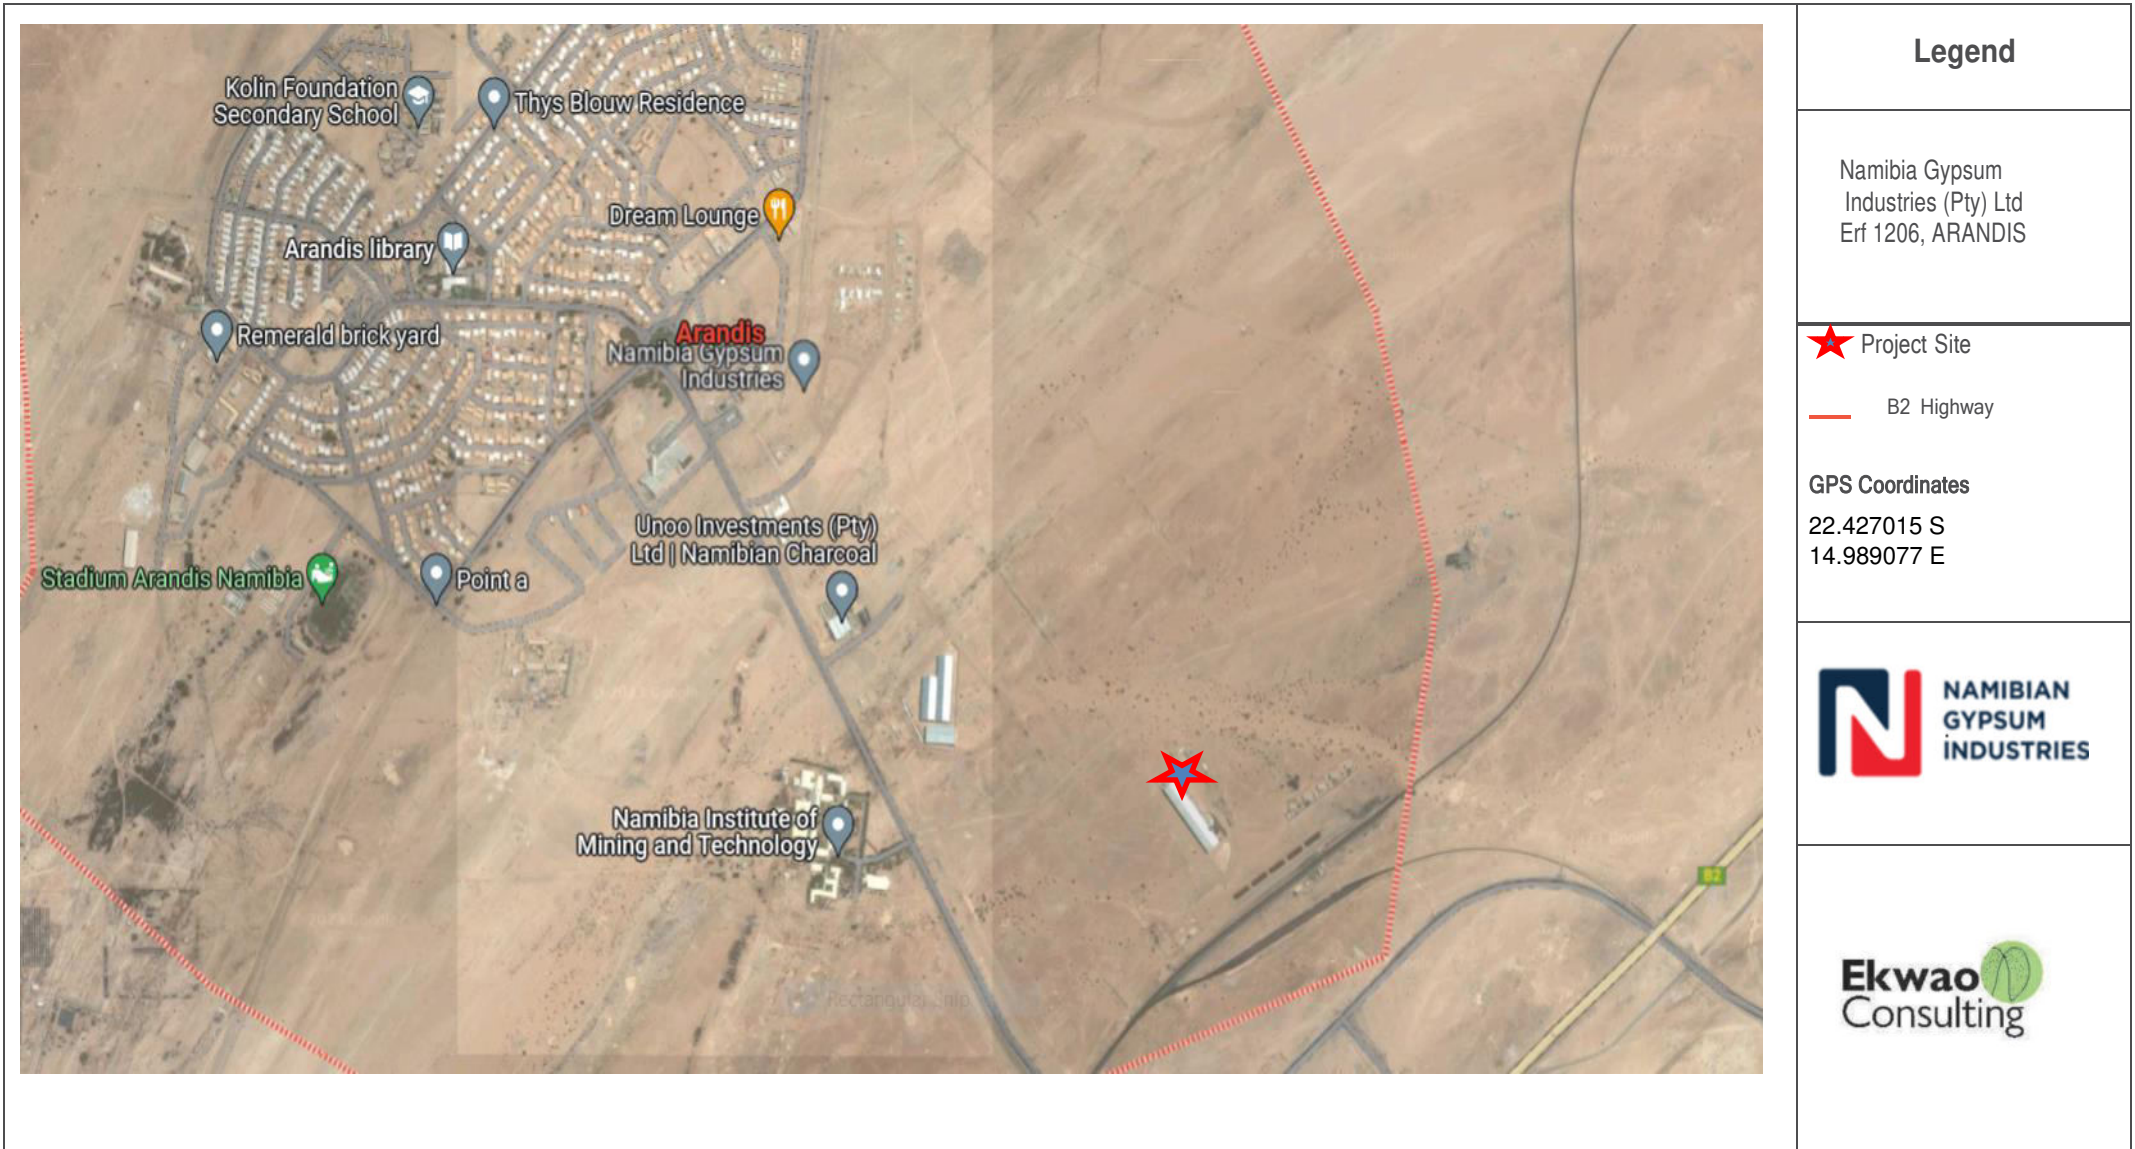 Kolin Foundation
Secondary School
Thys Blouw Residence
Dream Lounge
Arandis library
Remerald brick yard
Arandis
Namibia Gypsum
Industries
Unoo Investments (Pty)
Ltd | Namibian Charcoal
Stadium Arandis Namibia
Point a
Namibia Institute of
Mining and Technology
B2
Rectangular Snip
Legend
Namibia Gypsum
Industries (Pty) Ltd
Erf 1206, ARANDIS
Project Site
B2 Highway
GPS Coordinates
22.427015 S
14.989077 E
NAMIBIAN
GYPSUM
İNDUSTRIES
Ekwao
Consulting